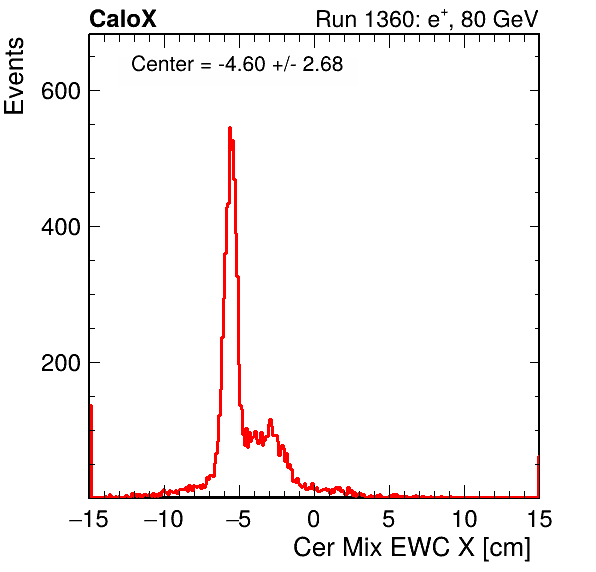 CaloX Run 1360: e⁺, 80 GeV
Center = -4.60 +/- 2.68
Events
600
400
200
−15 −10 −5 0 5 10 15
Cer Mix EWC X [cm]